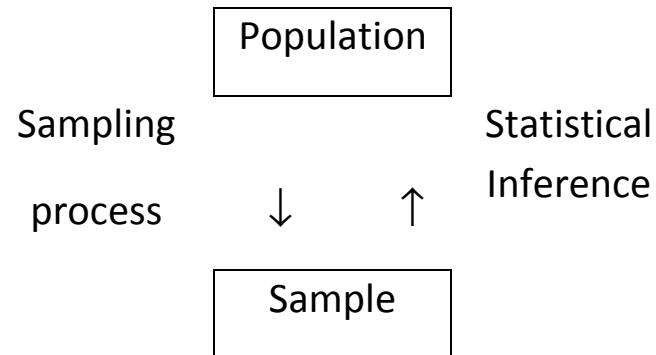 Population
Sampling
process
↓ ↑
Statistical
Inference
Sample